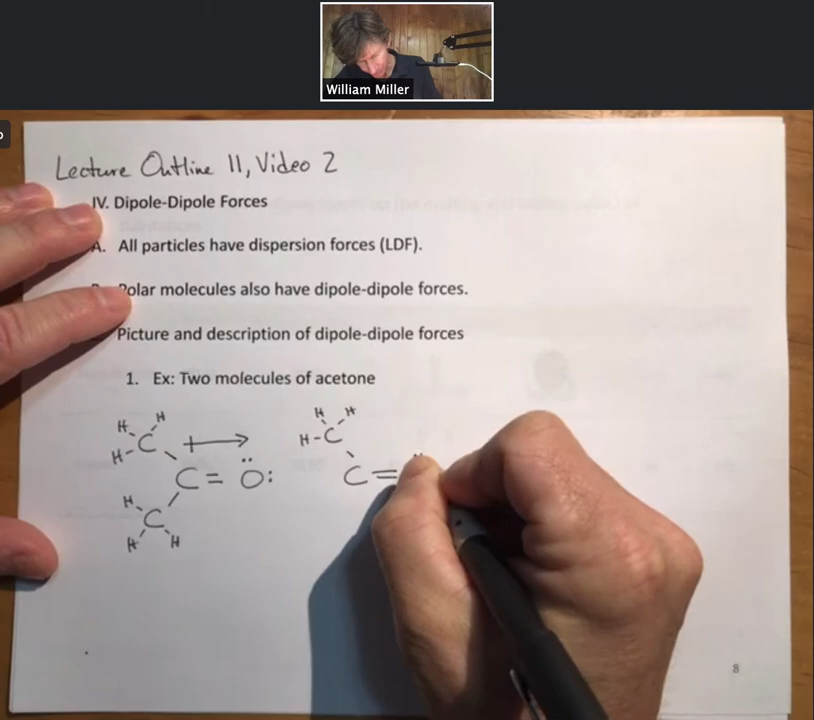 William Miller
Lecture Outline 11, Video 2
IV. Dipole-Dipole Forces
A. All particles have dispersion forces (LDF).
Polar molecules also have dipole-dipole forces.
Picture and description of dipole-dipole forces
1. Ex: Two molecules of acetone
H H H H
H-C H-C
C=Ö: C=
H C
H H
8